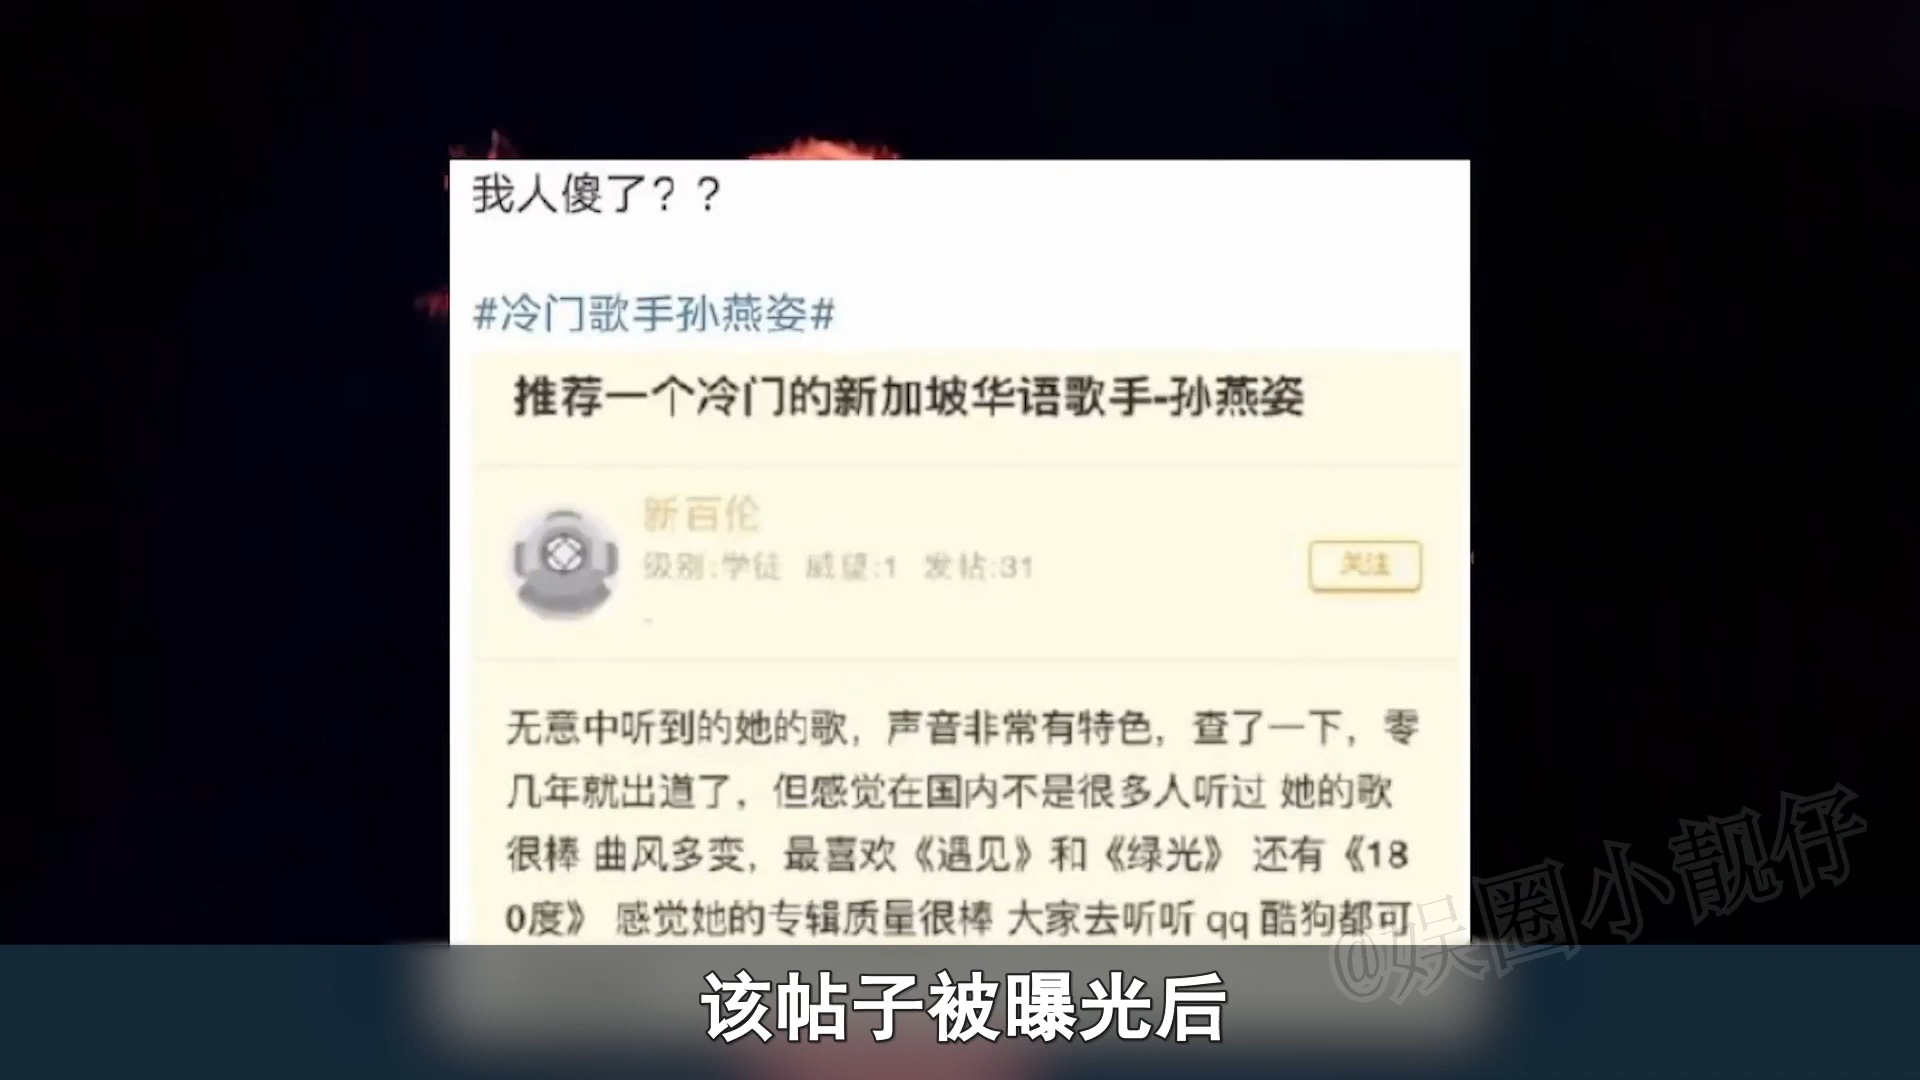 我人傻了？？
#冷门歌手孙燕姿#
推荐一个冷门的新加坡华语歌手-孙燕姿
新百伦
级别:学徒 威望:1 发帖:31
关注
无意中听到的她的歌，声音非常有特色，查了一下，零
几年就出道了，但感觉在国内不是很多人听过 她的歌
很棒 曲风多变，最喜欢《遇见》和《绿光》 还有《18
0度》 感觉她的专辑质量很棒 大家去听听 qq 酷狗都可
@娱圈小靓仔
该帖子被曝光后